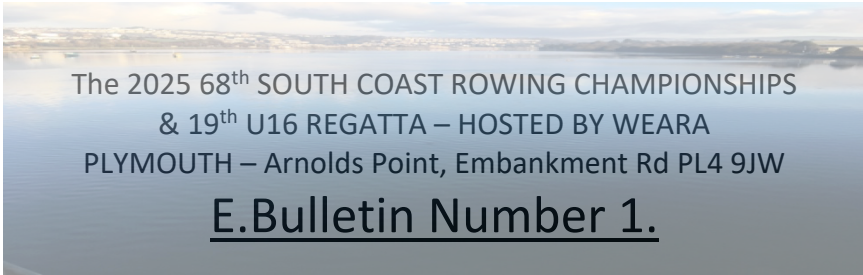 The 2025 68th SOUTH COAST ROWING CHAMPIONSHIPS
& 19th U16 REGATTA – HOSTED BY WEARA
PLYMOUTH – Arnolds Point, Embankment Rd PL4 9JW
E.Bulletin Number 1.